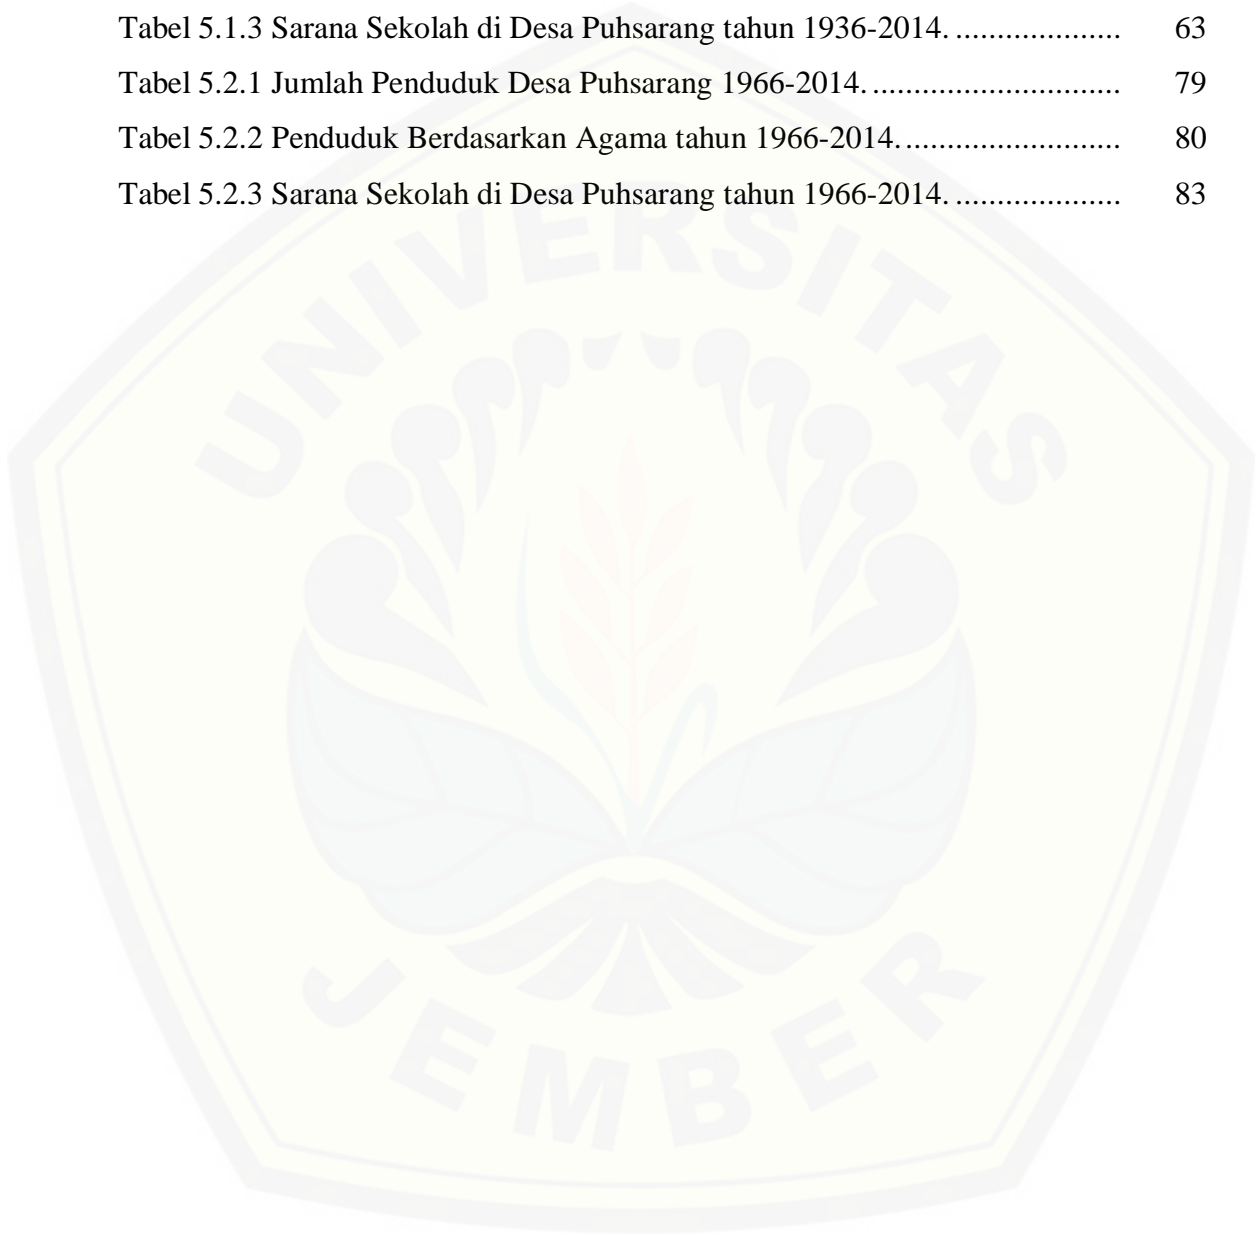 Tabel 5.1.3 Sarana Sekolah di Desa Puhsarang tahun 1936-2014. .................... 63
Tabel 5.2.1 Jumlah Penduduk Desa Puhsarang 1966-2014. .............................. 79
Tabel 5.2.2 Penduduk Berdasarkan Agama tahun 1966-2014. .......................... 80
Tabel 5.2.3 Sarana Sekolah di Desa Puhsarang tahun 1966-2014. .................... 83
UNIVERSITAS
JEMBER